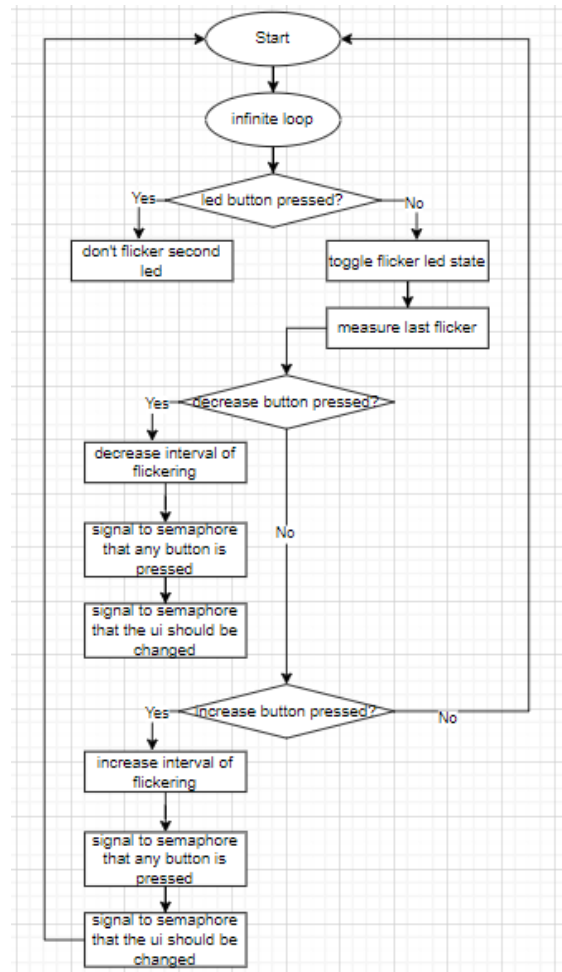 Start
infinite loop
Yes
led button pressed?
No
don't flicker second
led
toggle flicker led state
measure last flicker
Yes
decrease button pressed?
decrease interval of
flickering
No
signal to semaphore
that any button is
pressed
signal to semaphore
that the ui should be
changed
Yes
increase button pressed?
No
increase interval of
flickering
signal to semaphore
that any button is
pressed
signal to semaphore
that the ui should be
changed